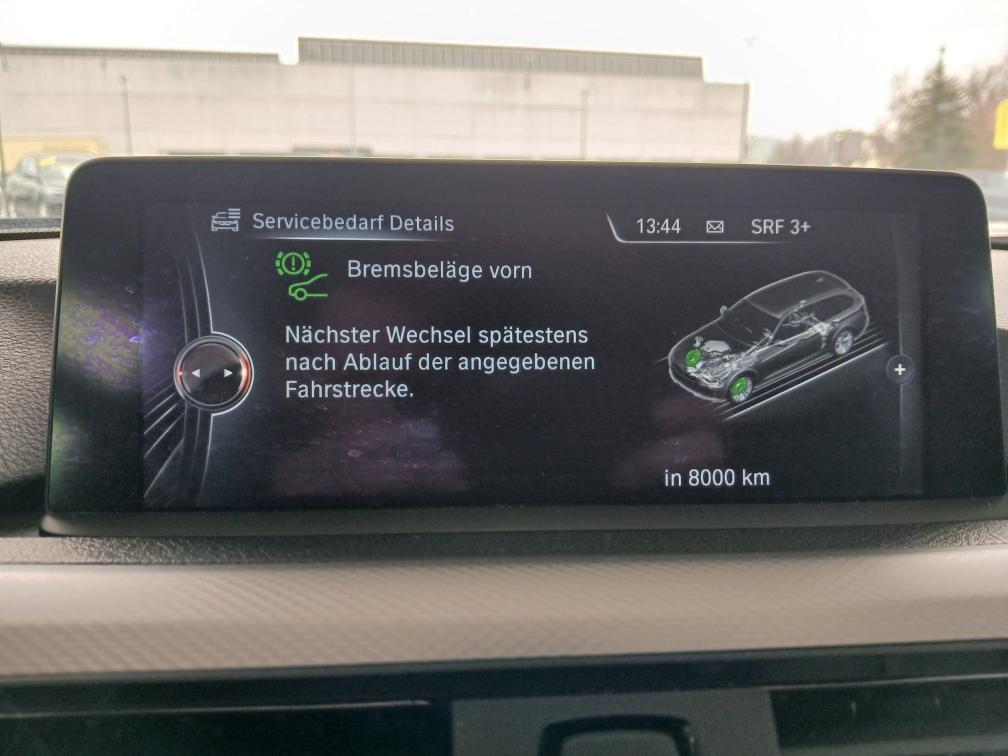 Servicebedarf Details
13:44
SRF 3+
Bremsbeläge vorn
Nächster Wechsel spätestens
nach Ablauf der angegebenen
Fahrstrecke.
+
in 8000 km